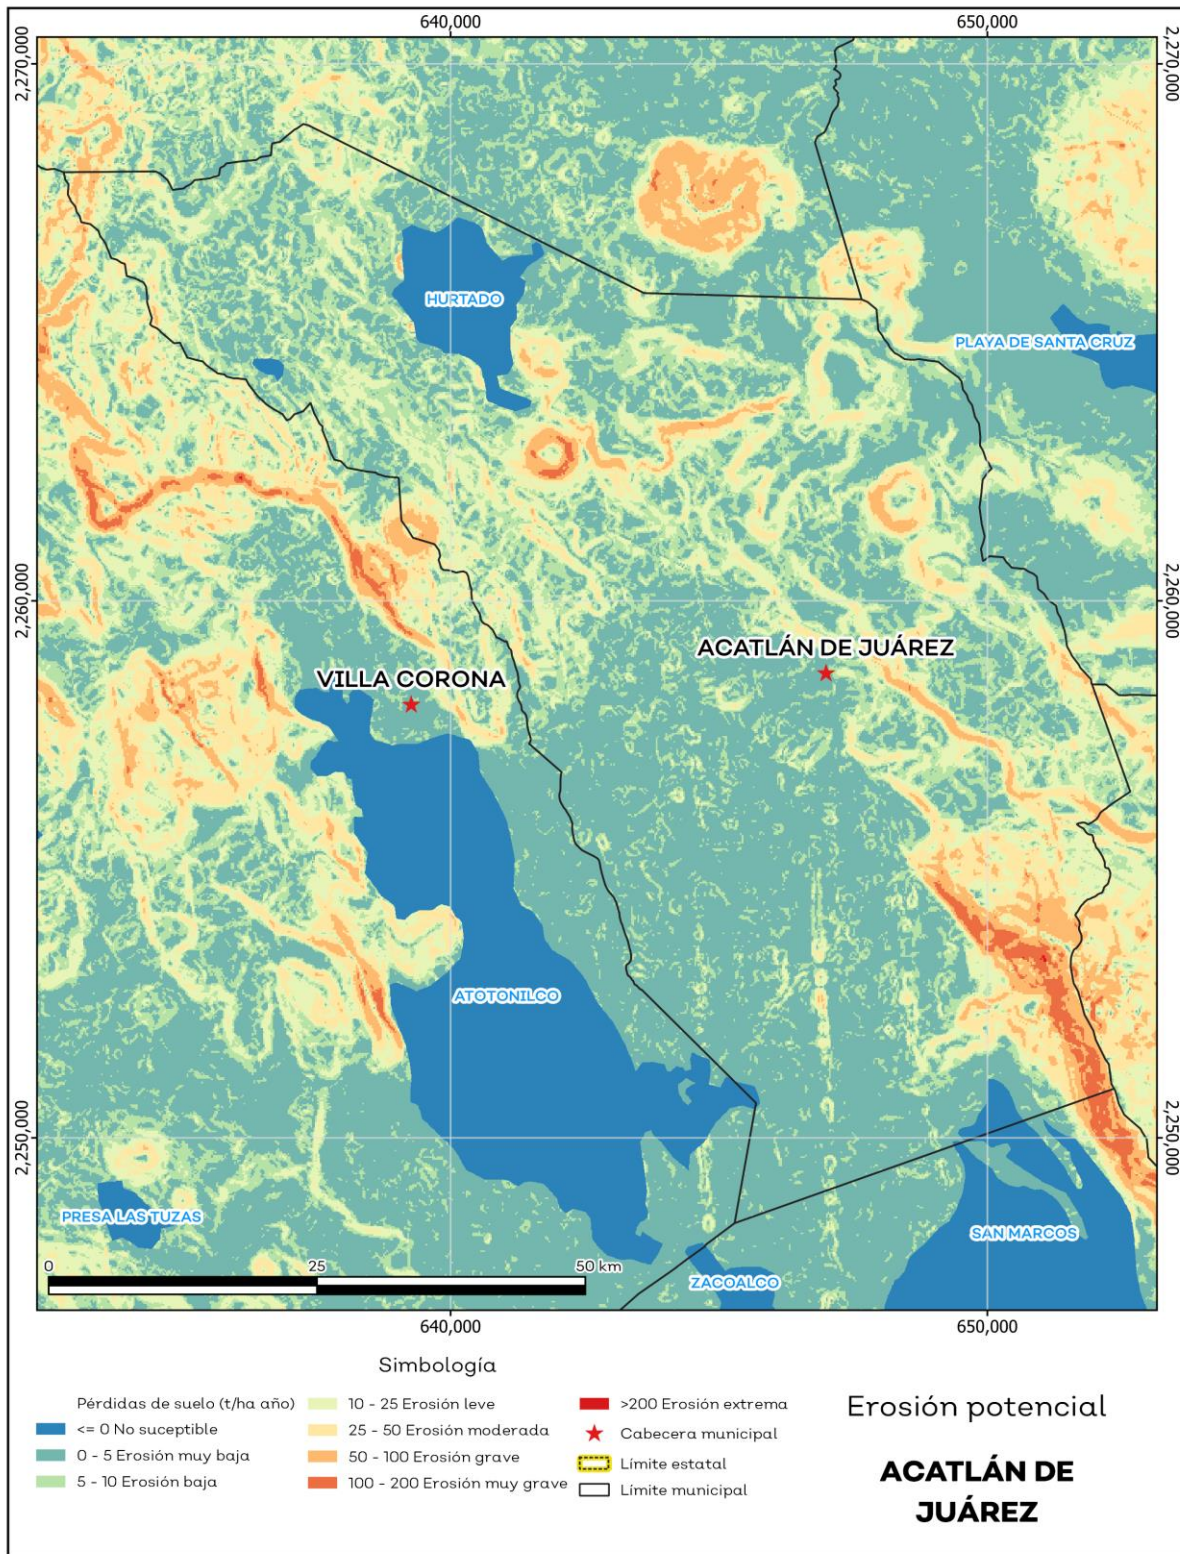 640,000
650,000
2,270,000
2,270,000
HURTADO
PLAYA DE SANTA CRUZ
2,260,000
2,260,000
ACATLÁN DE JUÁREZ
VILLA CORONA
ATOTONILCO
2,250,000
2,250,000
PRESA LAS TUZAS
SAN MARCOS
ZACOALCO
0
25
50 km
640,000
650,000
Simbología
Pérdidas de suelo (t/ha año)
<= 0 No suceptible
0 - 5 Erosión muy baja
5 - 10 Erosión baja
10 - 25 Erosión leve
25 - 50 Erosión moderada
50 - 100 Erosión grave
100 - 200 Erosión muy grave
>200 Erosión extrema
Cabecera municipal
Límite estatal
Límite municipal
Erosión potencial
ACATLÁN DE
JUÁREZ